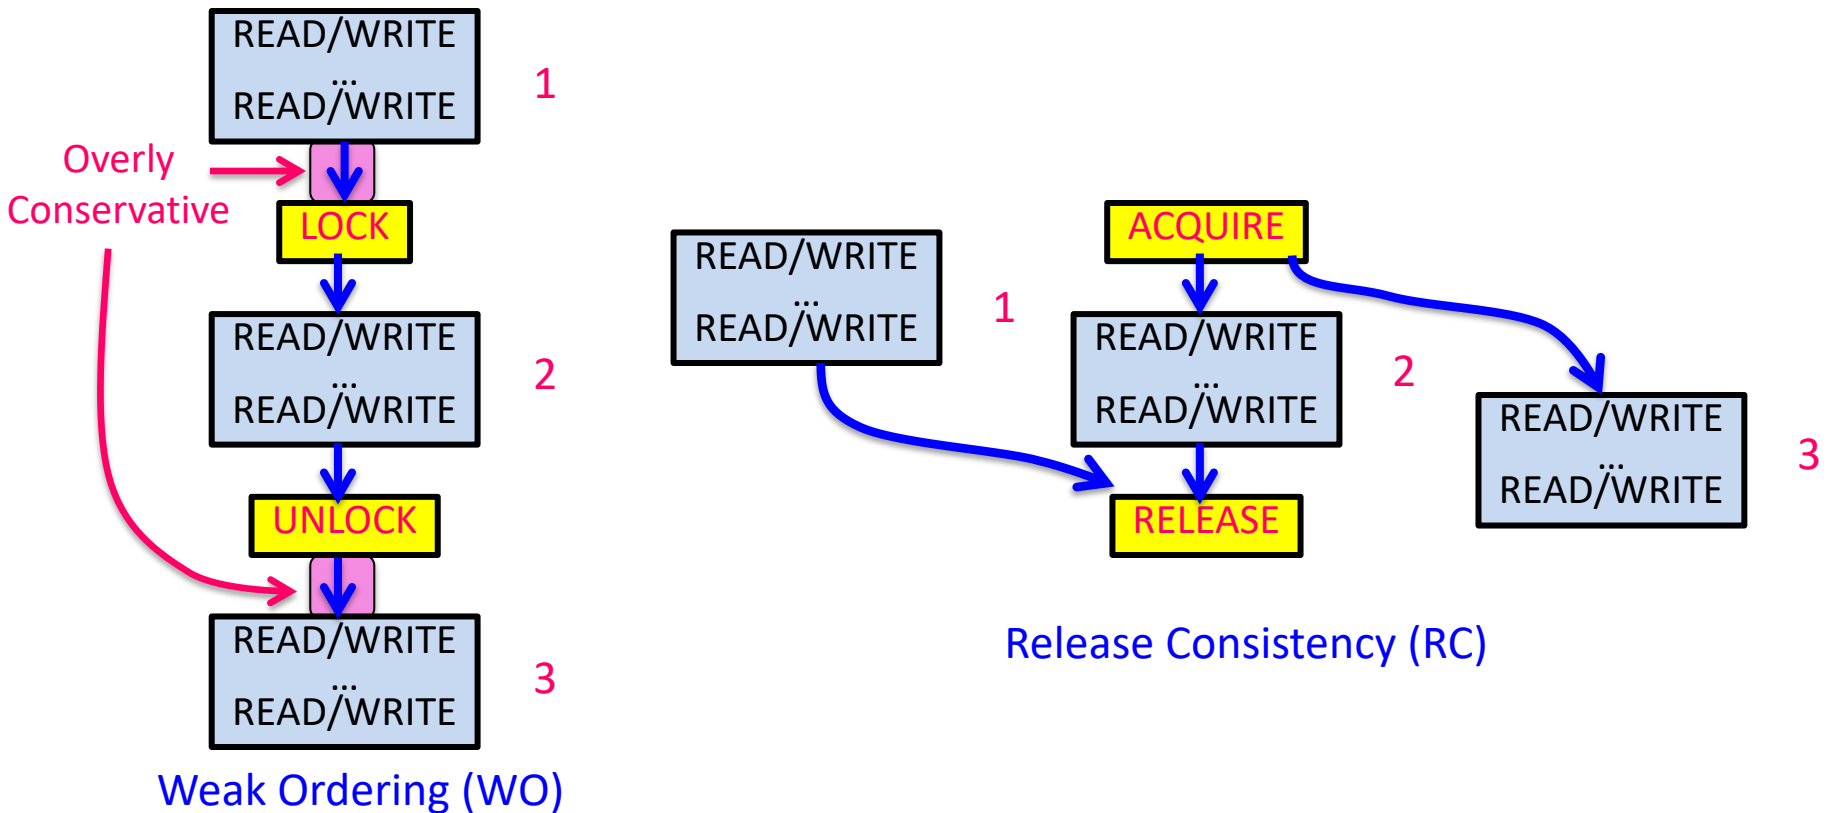 READ/WRITE
...
READ/WRITE
1
Overly
Conservative
LOCK
READ/WRITE
...
READ/WRITE
2
UNLOCK
READ/WRITE
...
READ/WRITE
3
Weak Ordering (WO)
READ/WRITE
...
READ/WRITE
1
ACQUIRE
READ/WRITE
...
READ/WRITE
2
RELEASE
READ/WRITE
...
READ/WRITE
3
Release Consistency (RC)